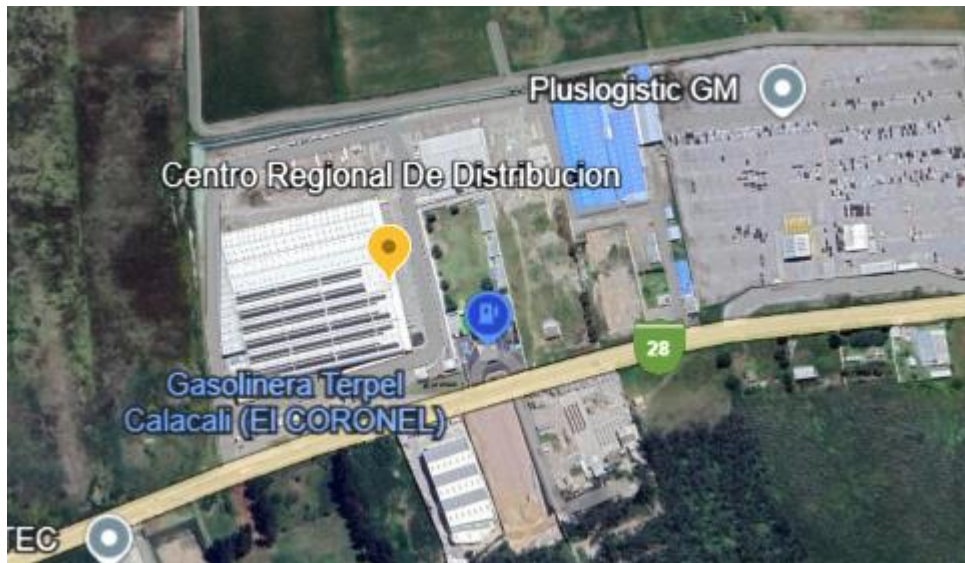 Pluslogistic GM
Centro Regional De Distribucion
28
Gasolinera Terpel
Calacali (El CORONEL)
TEC